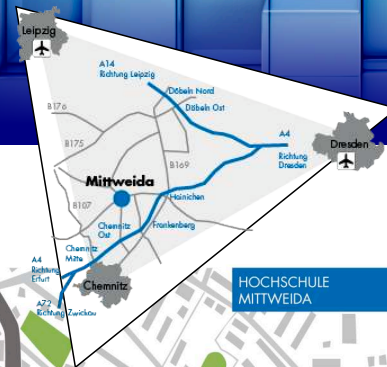 Leipzig
A14
Richtung Leipzig
Döbeln Nord
Döbeln Ost
B176
A4
Richtung
Dresden
Dresden
B175
B169
Mittweida
Hainichen
B107
Chemnitz
Ost
Frankenberg
Chemnitz
Mitte
A4
Richtung
Erfurt
Chemnitz
A72
Richtung Zwickau
HOCHSCHULE
MITTWEIDA